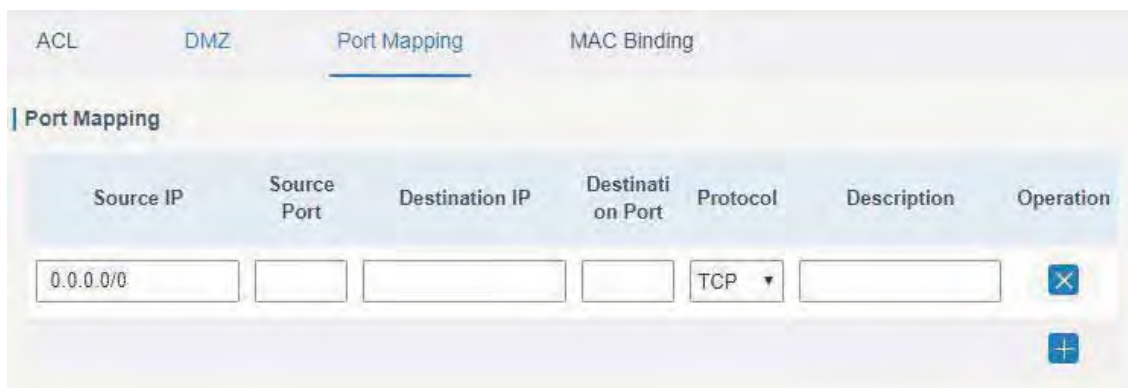 ACL DMZ Port Mapping MAC Binding
Port Mapping
Source IP Source Port Destination IP Destinati on Port Protocol Description Operation
0.0.0.0/0 TCP